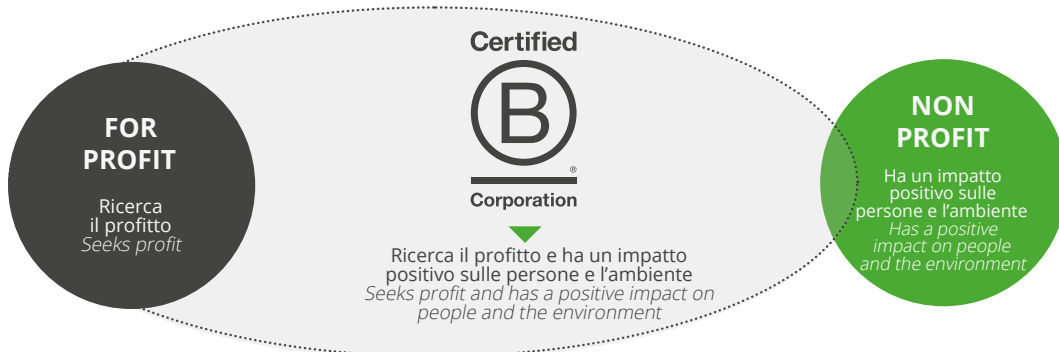 FOR
PROFIT
Ricerca
il profitto
Seeks profit
Certified
B
®
Corporation
Ricerca il profitto e ha un impatto
positivo sulle persone e l'ambiente
Seeks profit and has a positive impact on
people and the environment
NON
PROFIT
Ha un impatto
positivo sulle
persone e l'ambiente
Has a positive
impact on people
and the environment